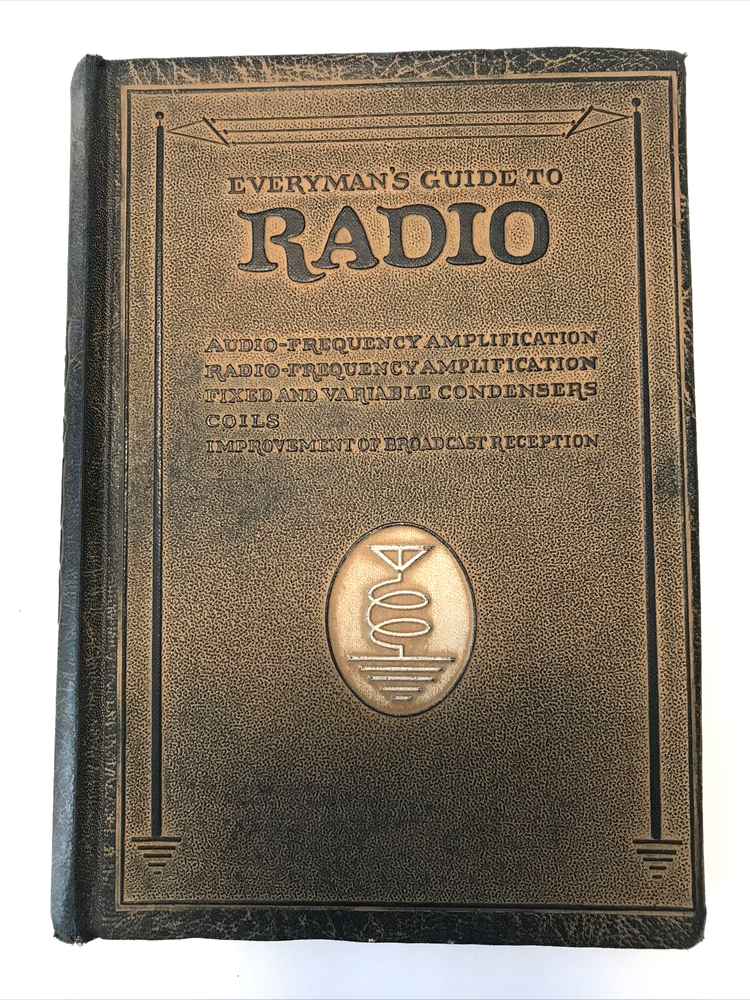 EVERYMAN'S GUIDE TO
RADIO
AUDIO-FREQUENCY AMPLIFICATION
RADIO-FREQUENCY AMPLIFICATION
FIXED AND VARIABLE CONDENSERS
COILS
IMPROVEMENT OF BROADCAST RECEPTION